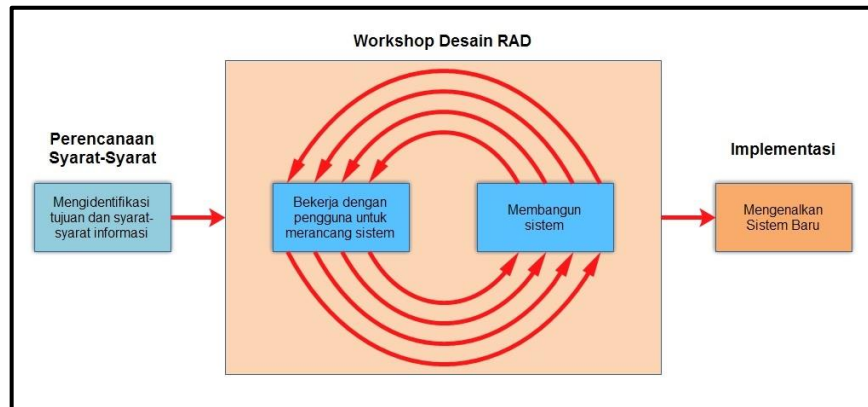 Workshop Desain RAD
Perencanaan
Syarat-Syarat
Mengidentifikasi
tujuan dan syarat-
syarat informasi
Bekerja dengan
pengguna untuk
merancang sistem
Membangun
sistem
Implementasi
Mengenalkan
Sistem Baru